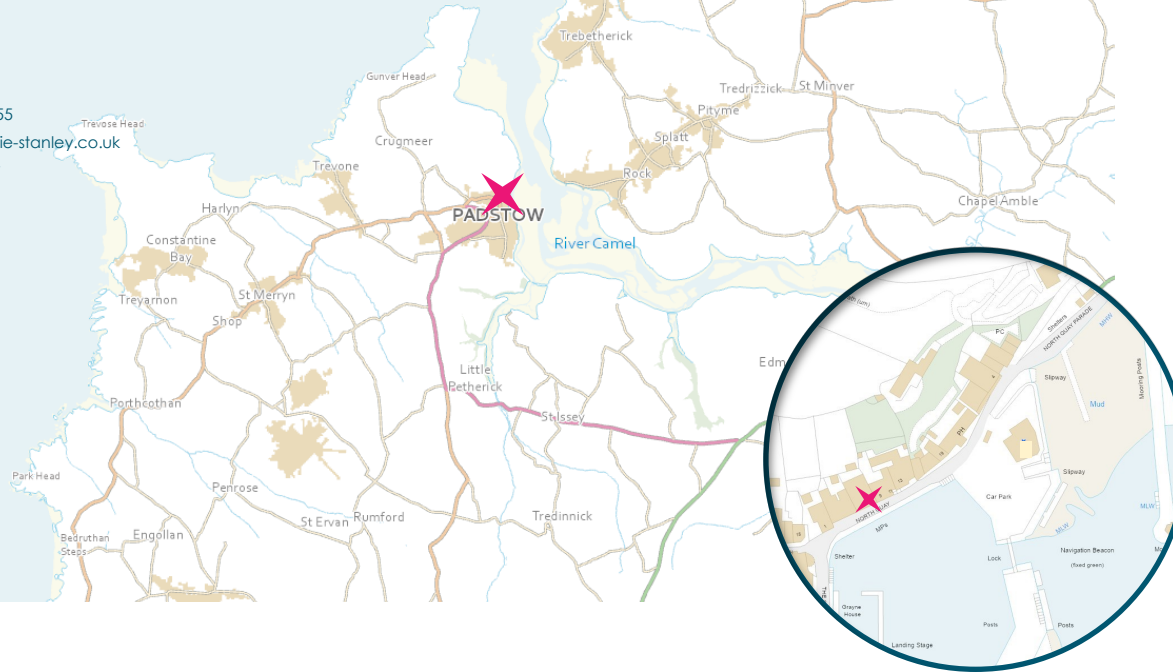 Trebetherick
Gunver Head
Tredrizzick
St Minver
Pityme
55
Trevose Head
ie-stanley.co.uk
Crugmeer
Splatt
Trevone
Rock
Harlyn
PADSTOW
Chapel Amble
Constantine
Bay
River Camel
Treyarnon
St Merryn
Shop
Little
Petherick
Edm
Porthcothan
St Issey
Park Head
Penrose
St Ervan
Rumford
Tredinnick
Bedruthan
Steps
Engollan
PC
Shelters
NORTH QUAY PARADE
MHW
Slipway
Mooring Posts
Mud
PH
Slipway
Car Park
NORTH QUAY
MPs
MLW
MLW
Shelter
Lock
Navigation Beacon
(fixed green)
Mo
THE
Grayne
House
Posts
Posts
Landing Stage